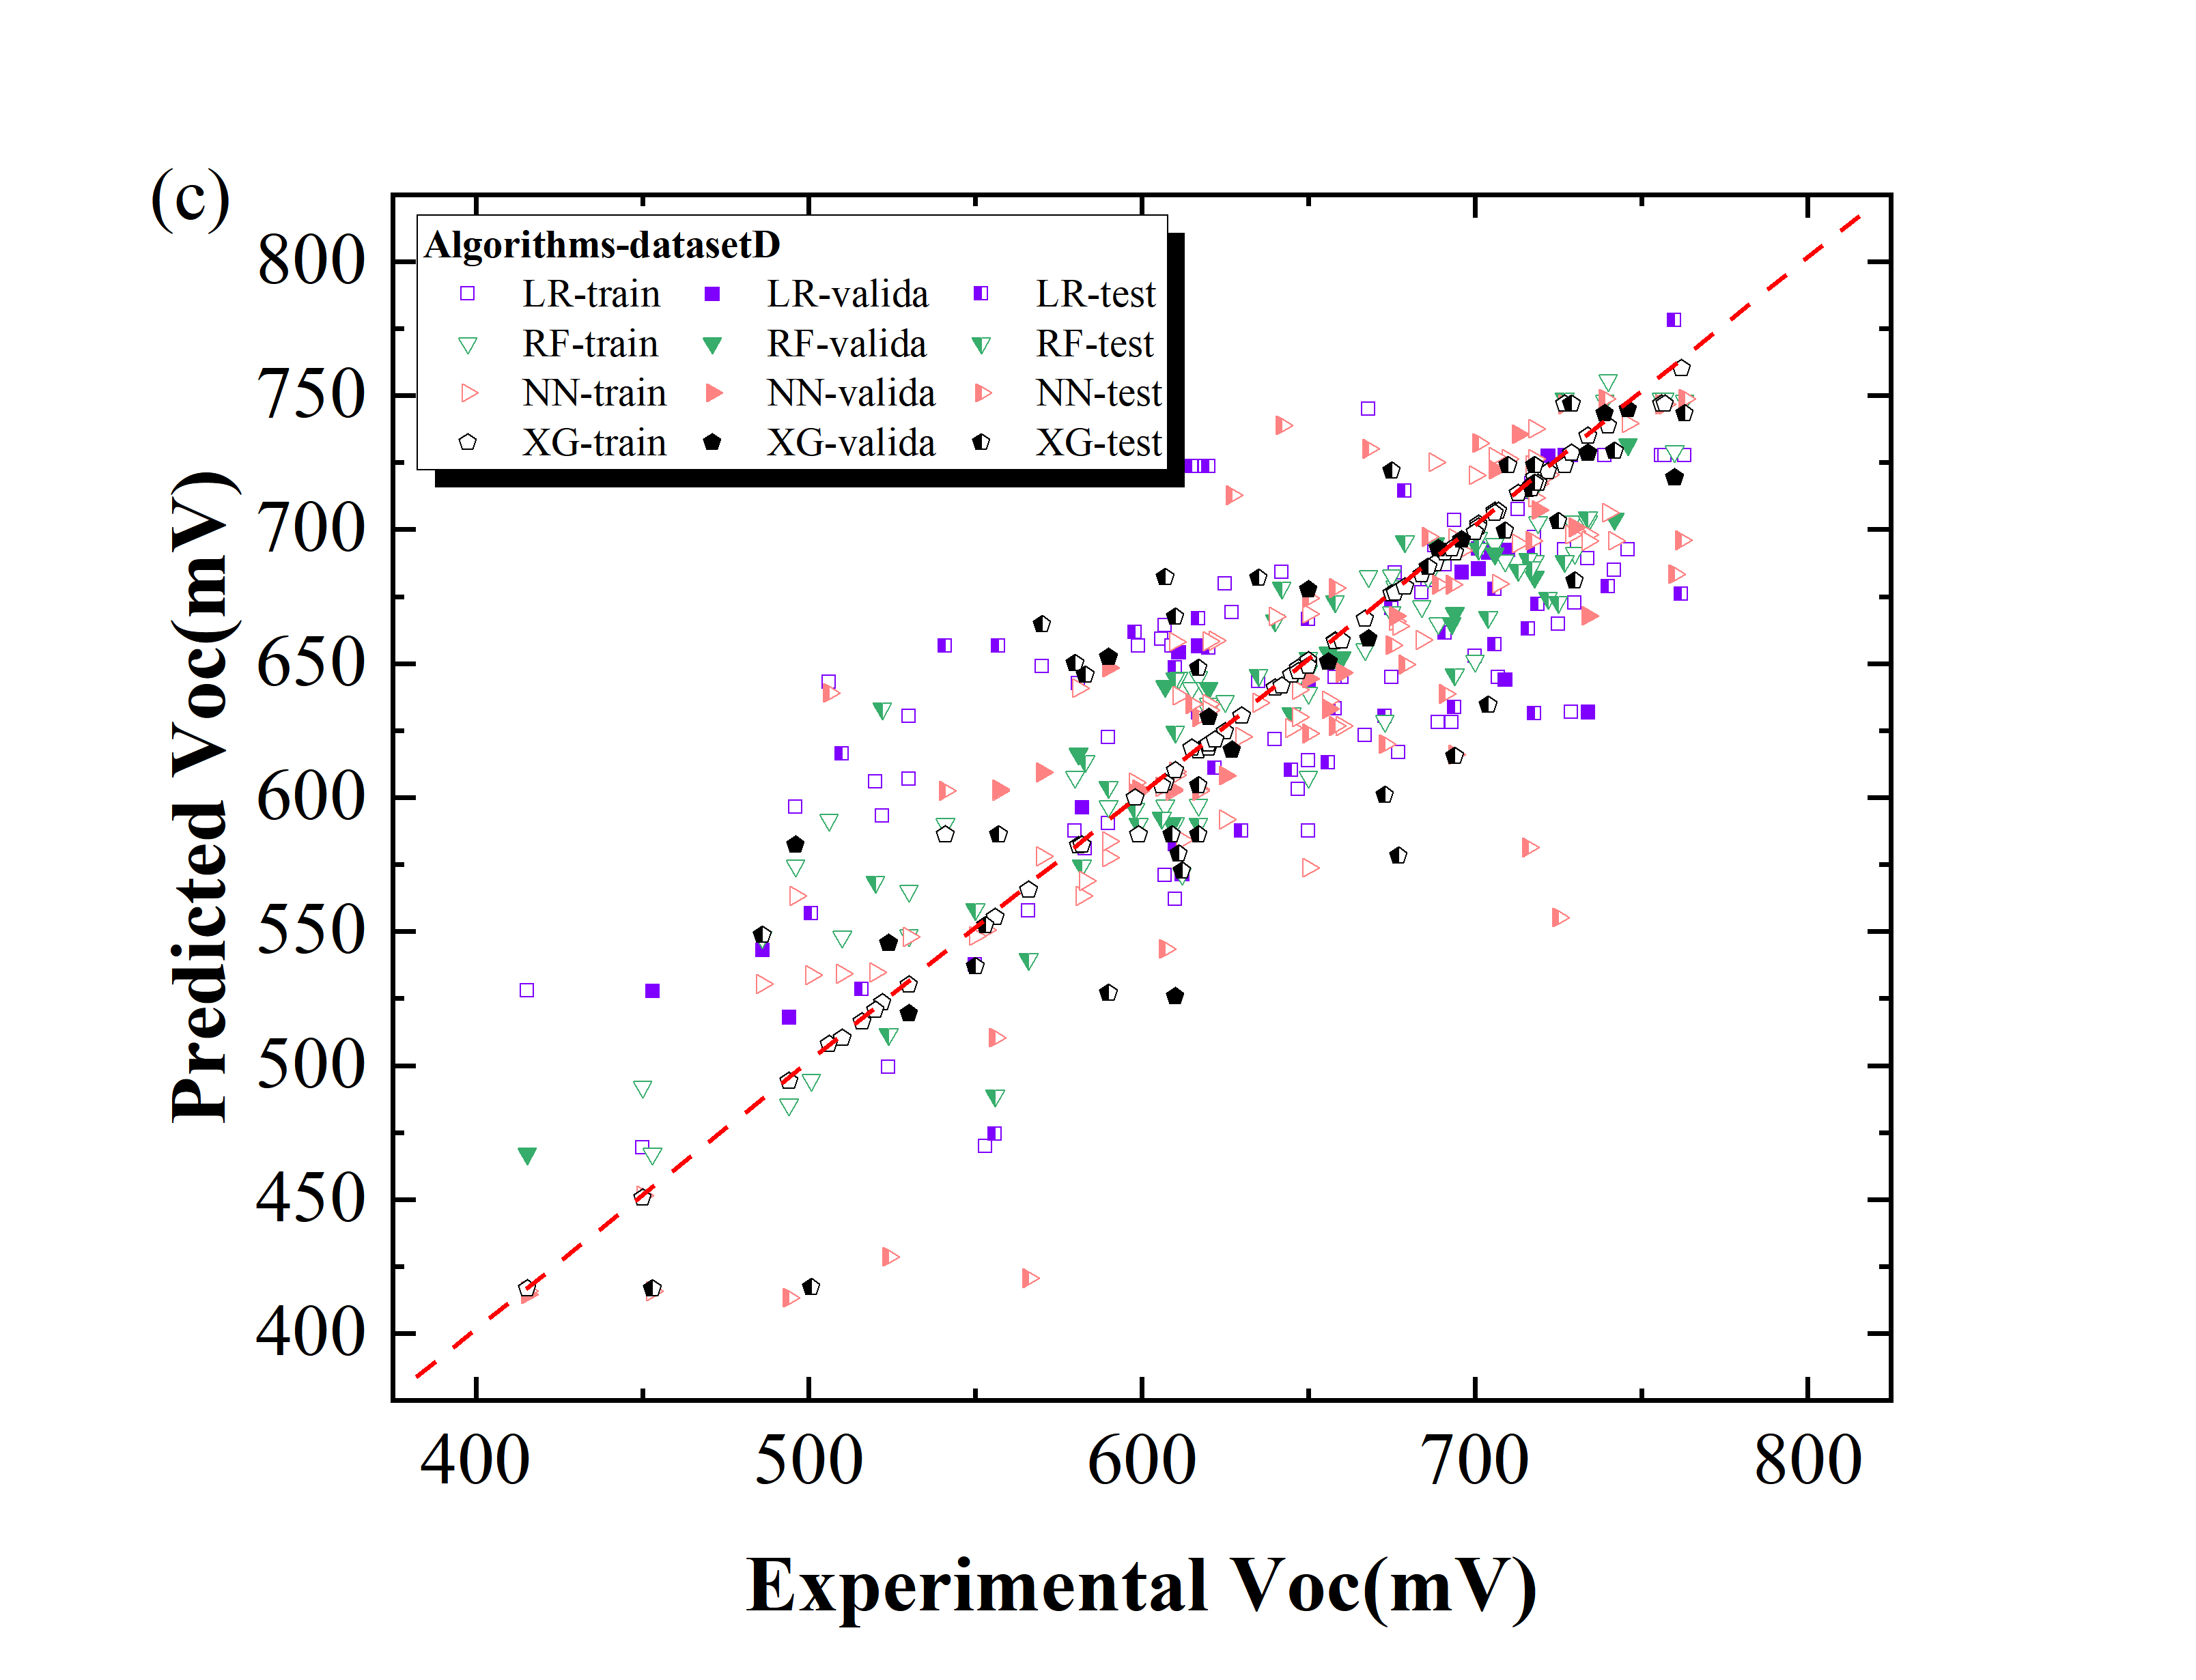 (c)
Algorithms-datasetD
LR-train LR-valida LR-test
RF-train RF-valida RF-test
NN-train NN-valida NN-test
XG-train XG-valida XG-test
800
750
700
650
600
550
500
450
400
Predicted Voc(mV)
400 500 600 700 800
Experimental Voc(mV)